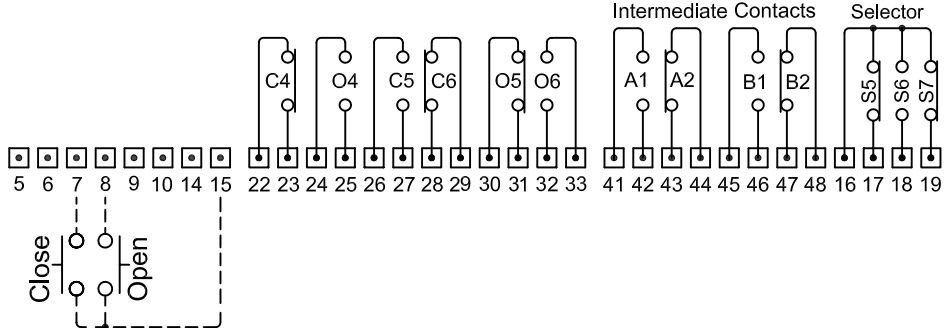 Intermediate Contacts Selector
C4 O4 C5 C6 O5 O6 A1 A2 B1 B2 S5 S6 S7
5 6 7 8 9 10 14 15 22 23 24 25 26 27 28 29 30 31 32 33 41 42 43 44 45 46 47 48 16 17 18 19
Close Open